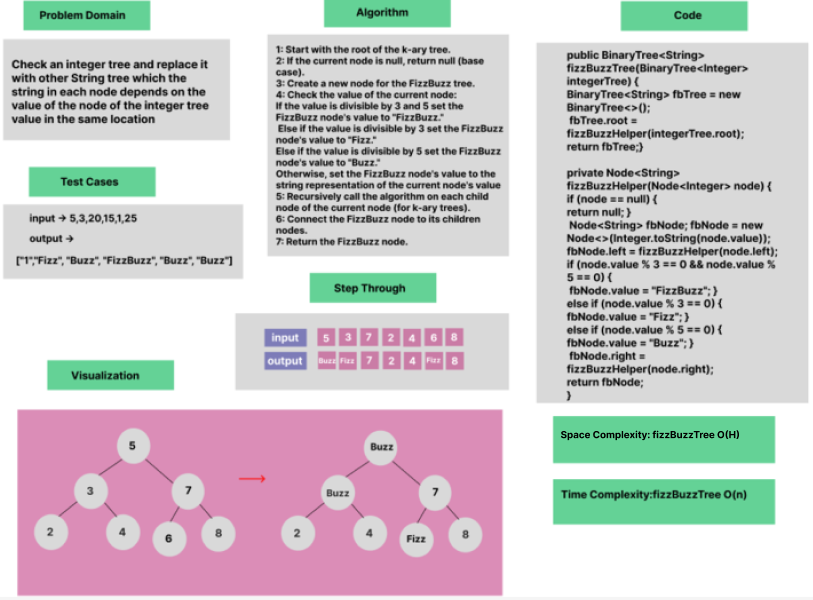 Problem Domain
Check an integer tree and replace it
with other String tree which the
string in each node depends on the
value of the node of the integer tree
value in the same location
Test Cases
input → 5,3,20,15,1,25
output →
["1","Fizz", "Buzz", "FizzBuzz", "Buzz", "Buzz"]
Algorithm
1: Start with the root of the k-ary tree.
2: If the current node is null, return null (base
case).
3: Create a new node for the FizzBuzz tree.
4: Check the value of the current node:
If the value is divisible by 3 and 5 set the
FizzBuzz node's value to "FizzBuzz."
Else if the value is divisible by 3 set the FizzBuzz
node's value to "Fizz."
Else if the value is divisible by 5 set the FizzBuzz
node's value to "Buzz."
Otherwise, set the FizzBuzz node's value to the
string representation of the current node's value
5: Recursively call the algorithm on each child
node of the current node (for k-ary trees).
6: Connect the FizzBuzz node to its children
nodes.
7: Return the FizzBuzz node.
Step Through
input 5 3 7 2 4 6 8
output Buzz Fizz 7 2 4 Fizz 8
Visualization
5
3 7
2 4 6 8
Buzz
Buzz 7
2 4 Fizz 8
Code
public BinaryTree<String>
fizzBuzzTree(BinaryTree<Integer>
integerTree) {
BinaryTree<String> fbTree = new
BinaryTree<>();
fbTree.root =
fizzBuzzHelper(integerTree.root);
return fbTree;}
private Node<String>
fizzBuzzHelper(Node<Integer> node) {
if (node == null) {
return null; }
Node<String> fbNode; fbNode = new
Node<>(Integer.toString(node.value));
fbNode.left = fizzBuzzHelper(node.left);
if (node.value % 3 == 0 && node.value %
5 == 0) {
fbNode.value = "FizzBuzz"; }
else if (node.value % 3 == 0) {
fbNode.value = "Fizz"; }
else if (node.value % 5 == 0) {
fbNode.value = "Buzz"; }
fbNode.right =
fizzBuzzHelper(node.right);
return fbNode;
}
Space Complexity: fizzBuzzTree O(H)
Time Complexity:fizzBuzzTree O(n)